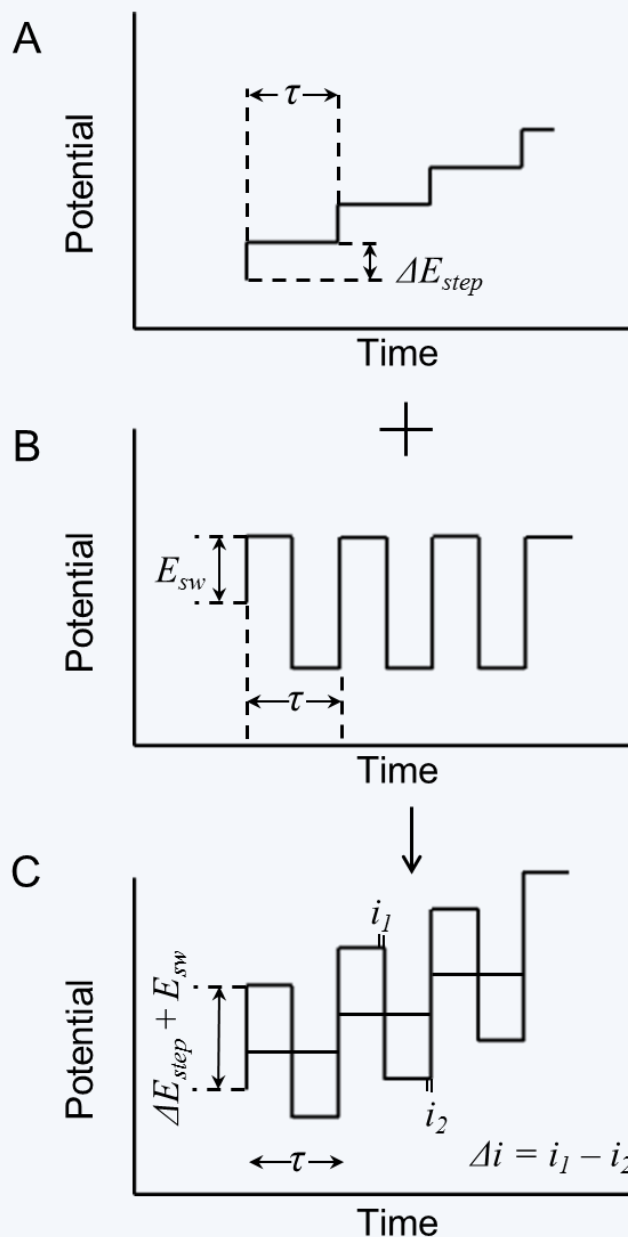 A
Potential
τ
ΔE_step
Time
+
B
Potential
E_sw
τ
Time
C
Potential
ΔE_step + E_sw
i_1
i_2
τ
Δi = i_1 – i_2
Time